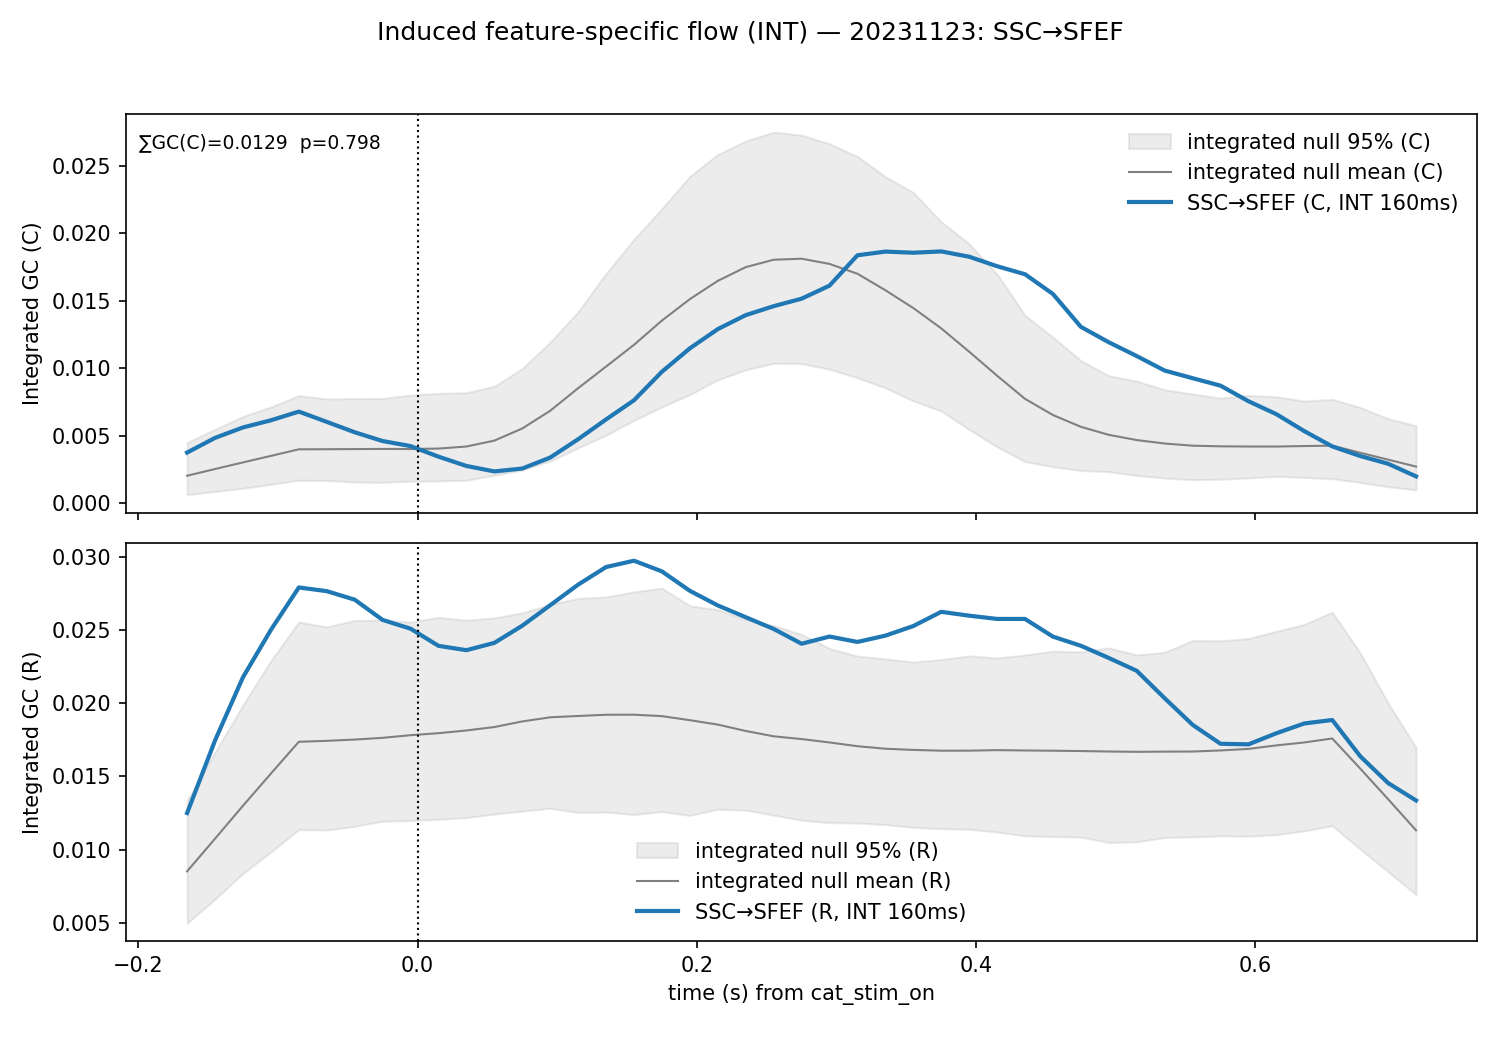 Induced feature-specific flow (INT) — 20231123: SSC→SFEF
∑GC(C)=0.0129  p=0.798
integrated null 95% (C)
integrated null mean (C)
SSC→SFEF (C, INT 160ms)
Integrated GC (C)
0.025
0.020
0.015
0.010
0.005
0.000
Integrated GC (R)
0.030
0.025
0.020
0.015
0.010
0.005
integrated null 95% (R)
integrated null mean (R)
SSC→SFEF (R, INT 160ms)
−0.2 0.0 0.2 0.4 0.6
time (s) from cat_stim_on